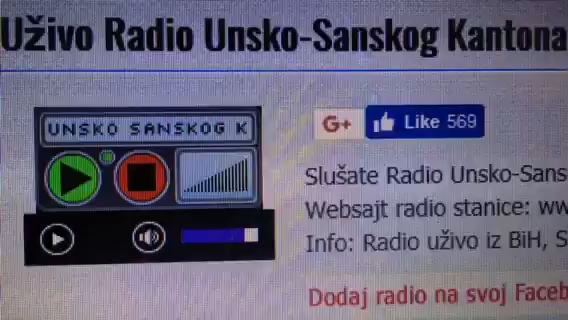 Uživo Radio Unsko-Sanskog Kantona
UNSKO SANSKOG K
G+
Like 569
Slušate Radio Unsko-Sans
Websajt radio stanice: ww
Info: Radio uživo iz BiH, S
Dodaj radio na svoj Faceb